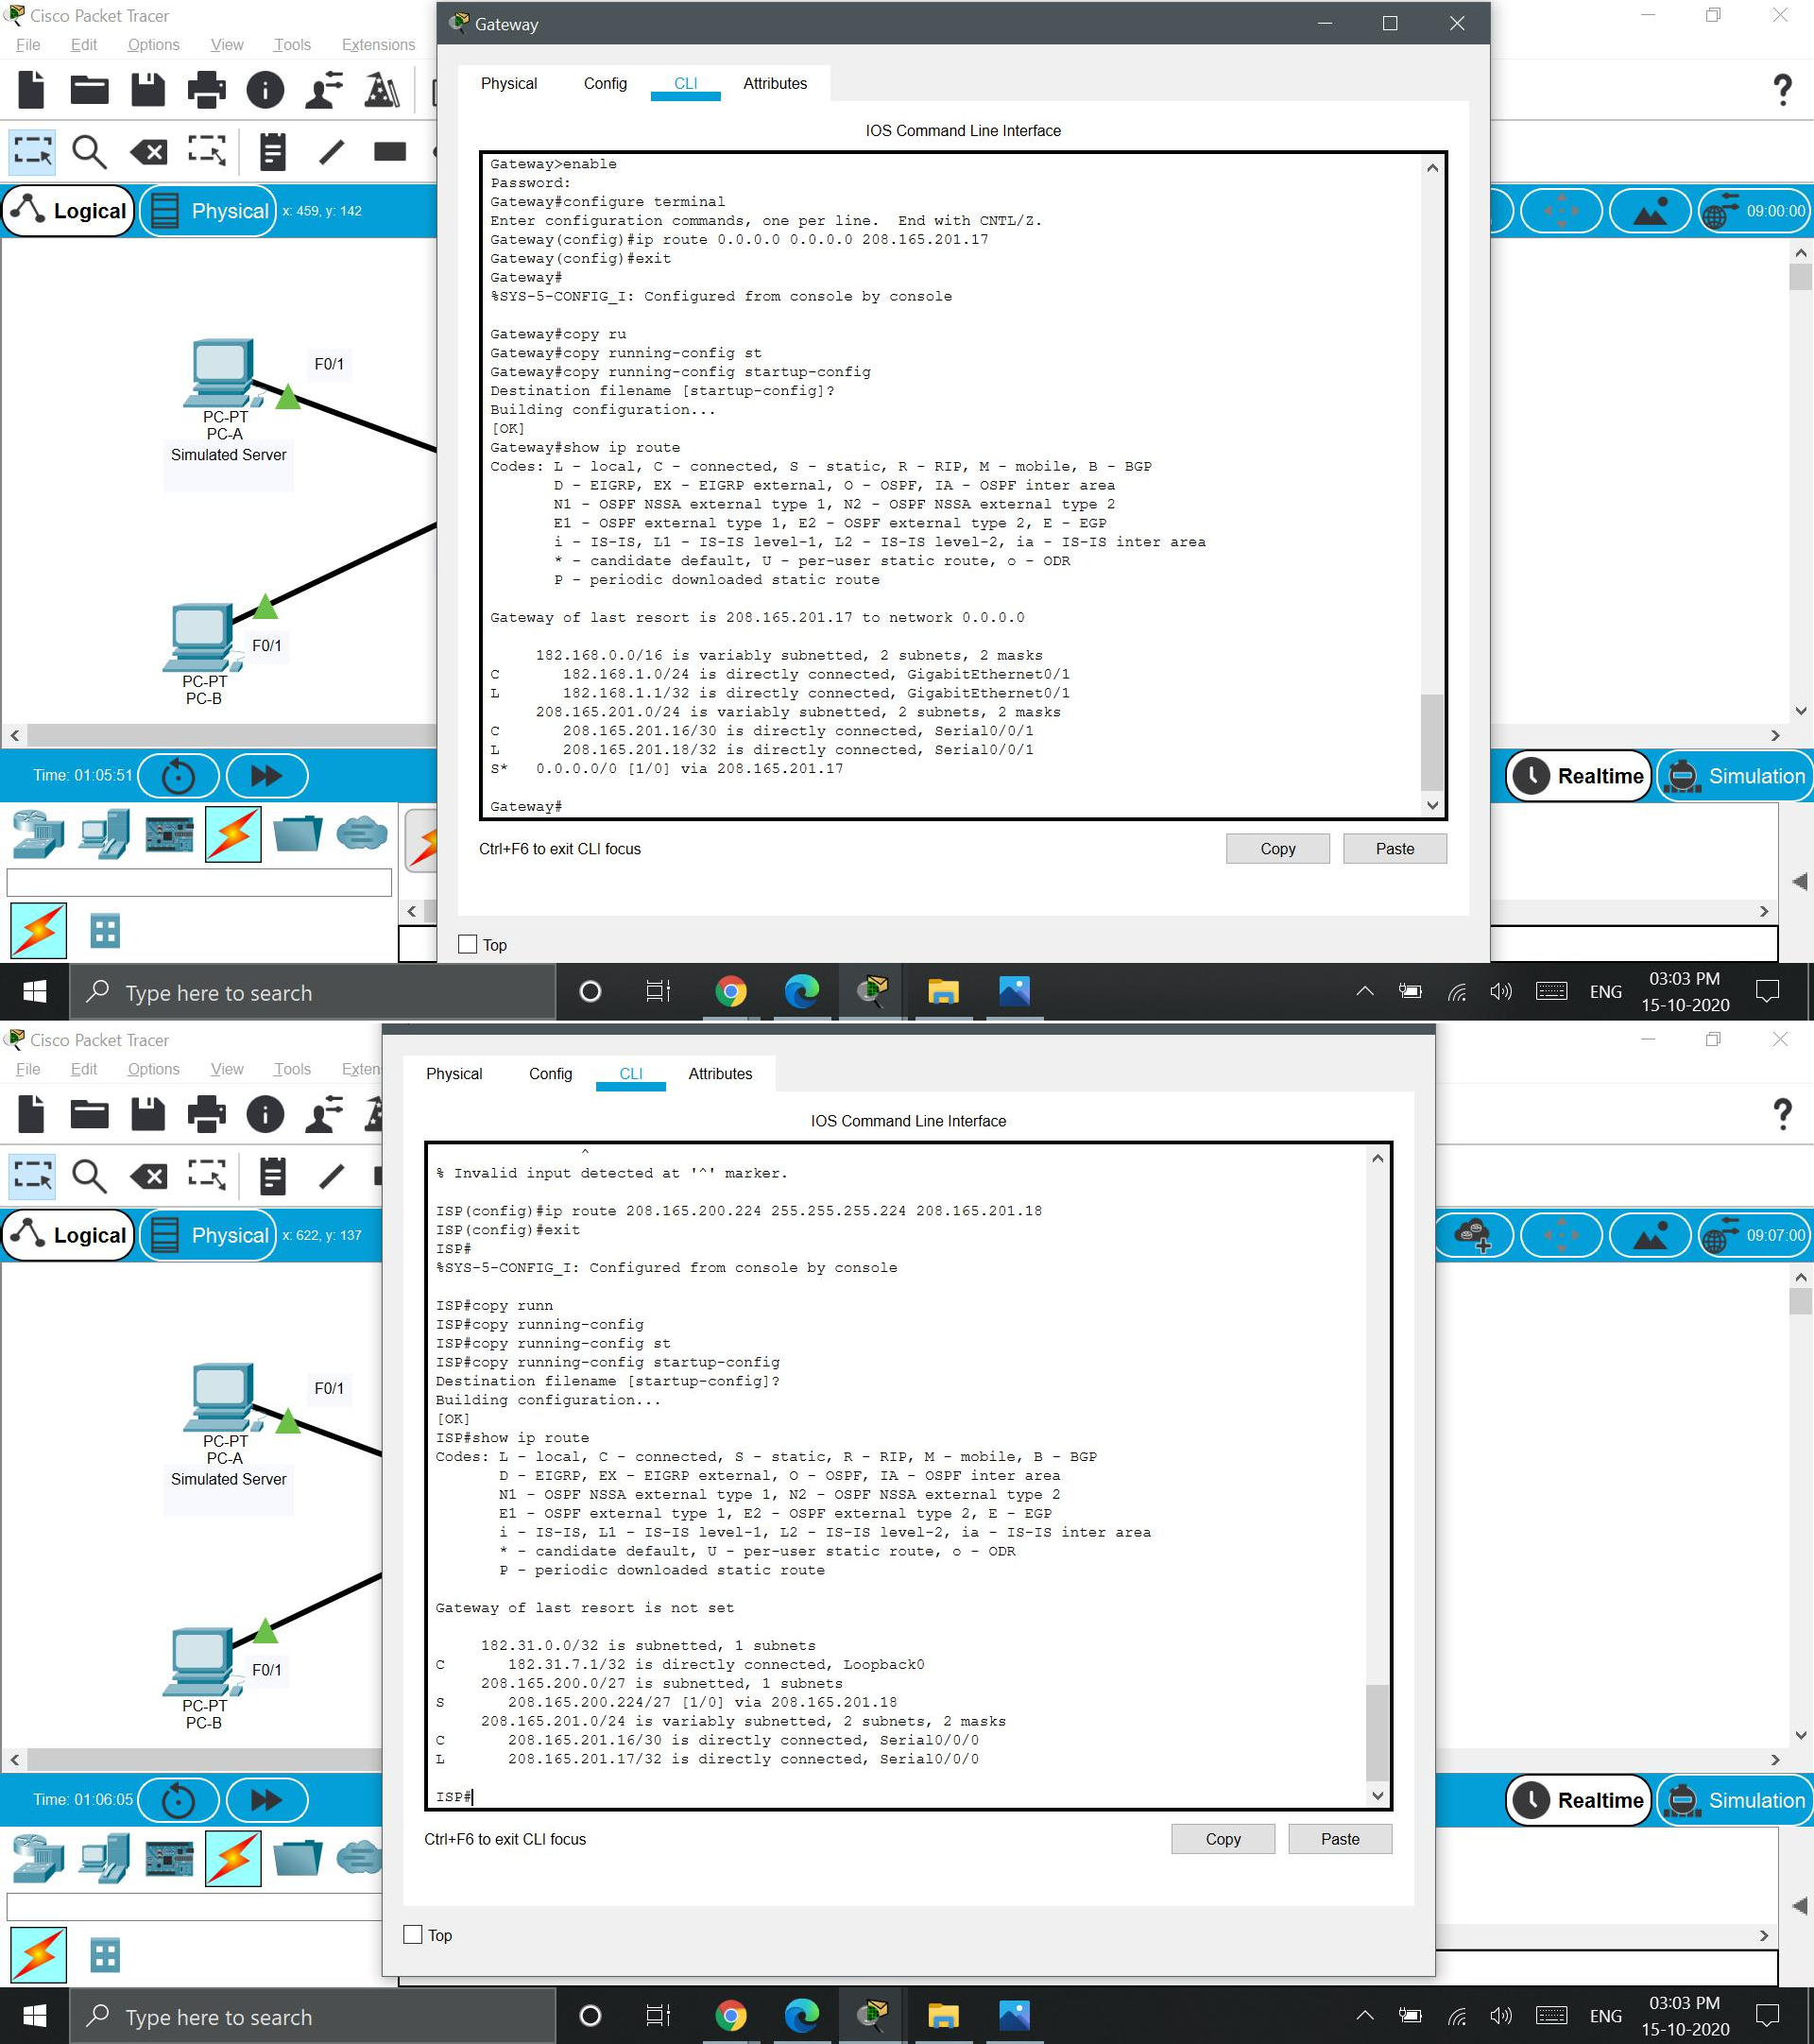 Cisco Packet Tracer
Gateway
File Edit Options View Tools Extensions
Physical Config CLI Attributes
IOS Command Line Interface
Logical Physical x: 459, y: 142
09:00:00
Gateway>enable
Password:
Gateway#configure terminal
Enter configuration commands, one per line.  End with CNTL/Z.
Gateway(config)#ip route 0.0.0.0 0.0.0.0 208.165.201.17
Gateway(config)#exit
Gateway#
%SYS-5-CONFIG_I: Configured from console by console
Gateway#copy ru
Gateway#copy running-config st
Gateway#copy running-config startup-config
Destination filename [startup-config]?
Building configuration...
[OK]
Gateway#show ip route
Codes: L - local, C - connected, S - static, R - RIP, M - mobile, B - BGP
D - EIGRP, EX - EIGRP external, O - OSPF, IA - OSPF inter area
N1 - OSPF NSSA external type 1, N2 - OSPF NSSA external type 2
E1 - OSPF external type 1, E2 - OSPF external type 2, E - EGP
i - IS-IS, L1 - IS-IS level-1, L2 - IS-IS level-2, ia - IS-IS inter area
* - candidate default, U - per-user static route, o - ODR
P - periodic downloaded static route
Gateway of last resort is 208.165.201.17 to network 0.0.0.0
182.168.0.0/16 is variably subnetted, 2 subnets, 2 masks
C 182.168.1.0/24 is directly connected, GigabitEthernet0/1
L 182.168.1.1/32 is directly connected, GigabitEthernet0/1
208.165.201.0/24 is variably subnetted, 2 subnets, 2 masks
C 208.165.201.16/30 is directly connected, Serial0/0/1
L 208.165.201.18/32 is directly connected, Serial0/0/1
S* 0.0.0.0/0 [1/0] via 208.165.201.17
Gateway#
F0/1
PC-PT
PC-A
Simulated Server
F0/1
PC-PT
PC-B
Time: 01:05:51
Realtime Simulation
Ctrl+F6 to exit CLI focus
Copy Paste
Top
Type here to search
ENG
03:03 PM
15-10-2020
Cisco Packet Tracer
File Edit Options View Tools Exten
Physical Config CLI Attributes
IOS Command Line Interface
Logical Physical x: 622, y: 137
09:07:00
^
% Invalid input detected at '^' marker.
ISP(config)#ip route 208.165.200.224 255.255.255.224 208.165.201.18
ISP(config)#exit
ISP#
%SYS-5-CONFIG_I: Configured from console by console
ISP#copy runn
ISP#copy running-config
ISP#copy running-config st
ISP#copy running-config startup-config
Destination filename [startup-config]?
Building configuration...
[OK]
ISP#show ip route
Codes: L - local, C - connected, S - static, R - RIP, M - mobile, B - BGP
D - EIGRP, EX - EIGRP external, O - OSPF, IA - OSPF inter area
N1 - OSPF NSSA external type 1, N2 - OSPF NSSA external type 2
E1 - OSPF external type 1, E2 - OSPF external type 2, E - EGP
i - IS-IS, L1 - IS-IS level-1, L2 - IS-IS level-2, ia - IS-IS inter area
* - candidate default, U - per-user static route, o - ODR
P - periodic downloaded static route
Gateway of last resort is not set
182.31.0.0/32 is subnetted, 1 subnets
C 182.31.7.1/32 is directly connected, Loopback0
208.165.200.0/27 is subnetted, 1 subnets
S 208.165.200.224/27 [1/0] via 208.165.201.18
208.165.201.0/24 is variably subnetted, 2 subnets, 2 masks
C 208.165.201.16/30 is directly connected, Serial0/0/0
L 208.165.201.17/32 is directly connected, Serial0/0/0
ISP#
F0/1
PC-PT
PC-A
Simulated Server
F0/1
PC-PT
PC-B
Time: 01:06:05
Realtime Simulation
Ctrl+F6 to exit CLI focus
Copy Paste
Top
Type here to search
ENG
03:03 PM
15-10-2020